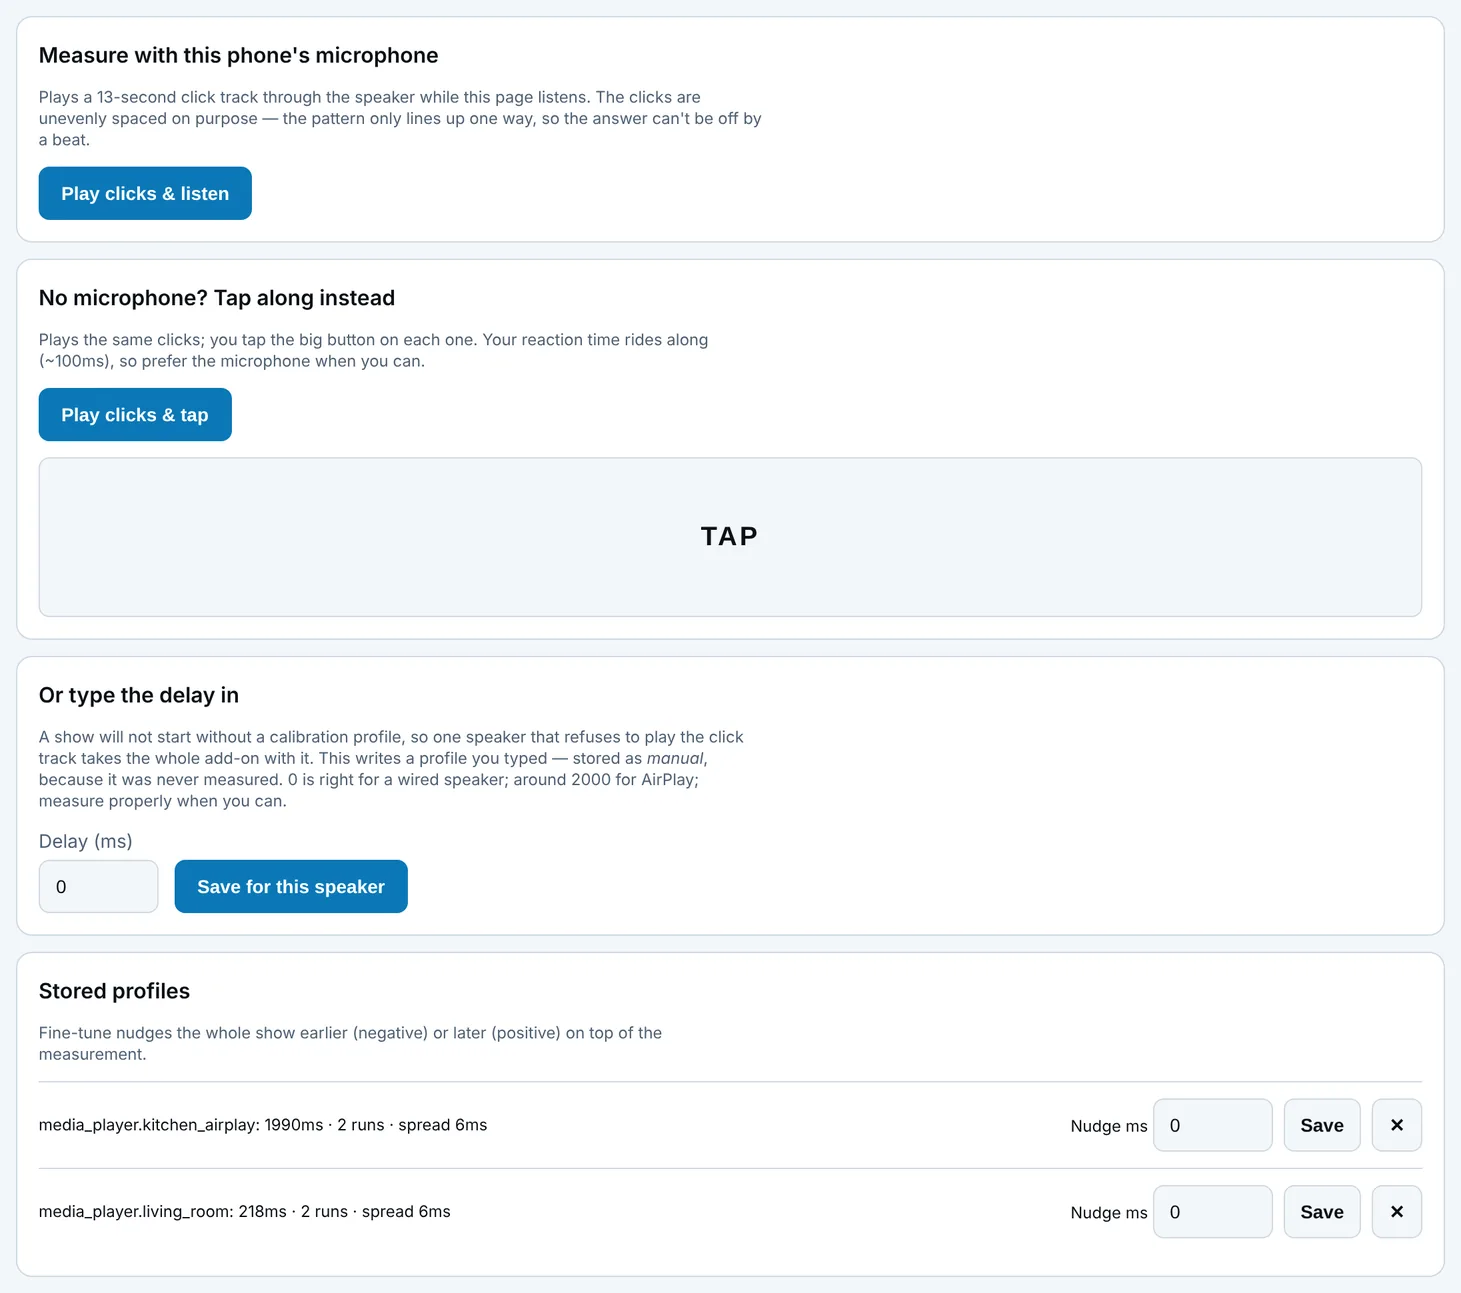 Measure with this phone's microphone
Plays a 13-second click track through the speaker while this page listens. The clicks are
unevenly spaced on purpose — the pattern only lines up one way, so the answer can't be off by
a beat.
Play clicks & listen
No microphone? Tap along instead
Plays the same clicks; you tap the big button on each one. Your reaction time rides along
(~100ms), so prefer the microphone when you can.
Play clicks & tap
TAP
Or type the delay in
A show will not start without a calibration profile, so one speaker that refuses to play the click
track takes the whole add-on with it. This writes a profile you typed — stored as manual,
because it was never measured. 0 is right for a wired speaker; around 2000 for AirPlay;
measure properly when you can.
Delay (ms)
0 Save for this speaker
Stored profiles
Fine-tune nudges the whole show earlier (negative) or later (positive) on top of the
measurement.
media_player.kitchen_airplay: 1990ms · 2 runs · spread 6ms Nudge ms 0 Save ✕
media_player.living_room: 218ms · 2 runs · spread 6ms Nudge ms 0 Save ✕